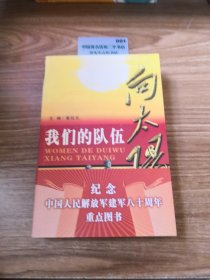 001
向太阳
我们的队伍
WOMEN DE DUIWU
XIANG TAIYANG
纪念
中国人民解放军建军八十周年
重点图书